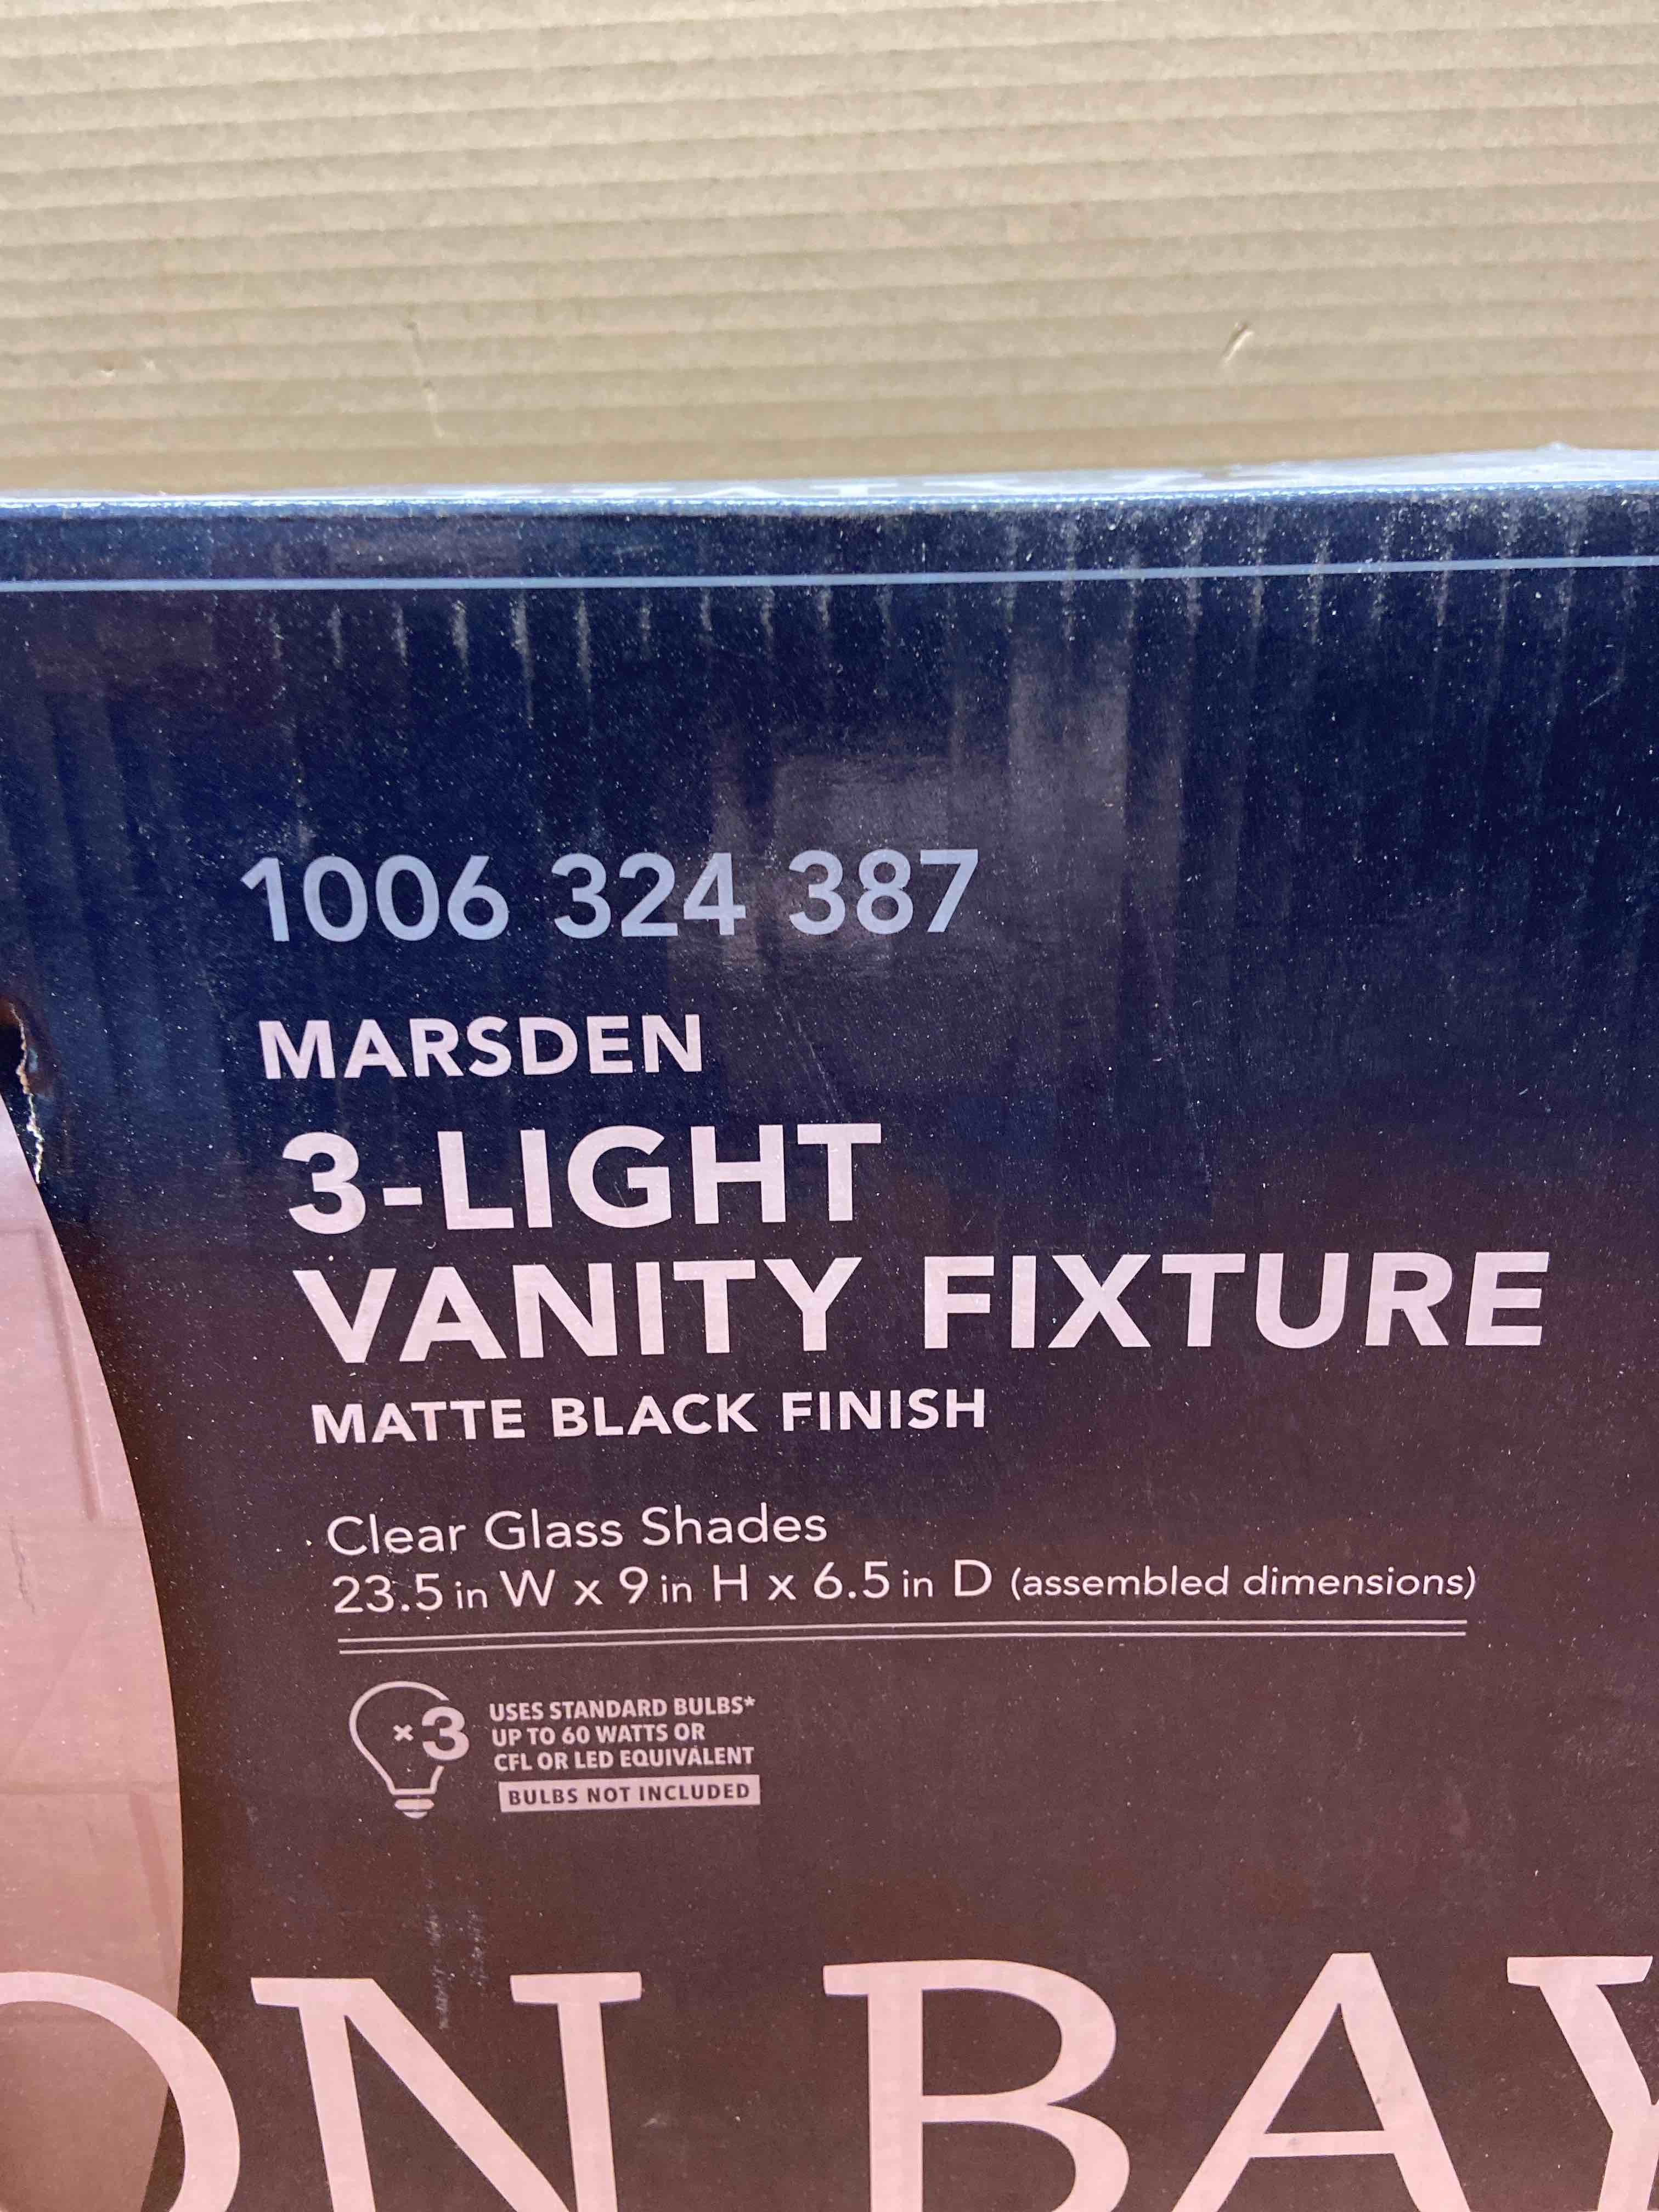 1006 324 387
MARSDEN
3-LIGHT
VANITY FIXTURE
MATTE BLACK FINISH
Clear Glass Shades
23.5 in W x 9 in H x 6.5 in D (assembled dimensions)
×3
USES STANDARD BULBS*
UP TO 60 WATTS OR
CFL OR LED EQUIVALENT
BULBS NOT INCLUDED
ON BAY